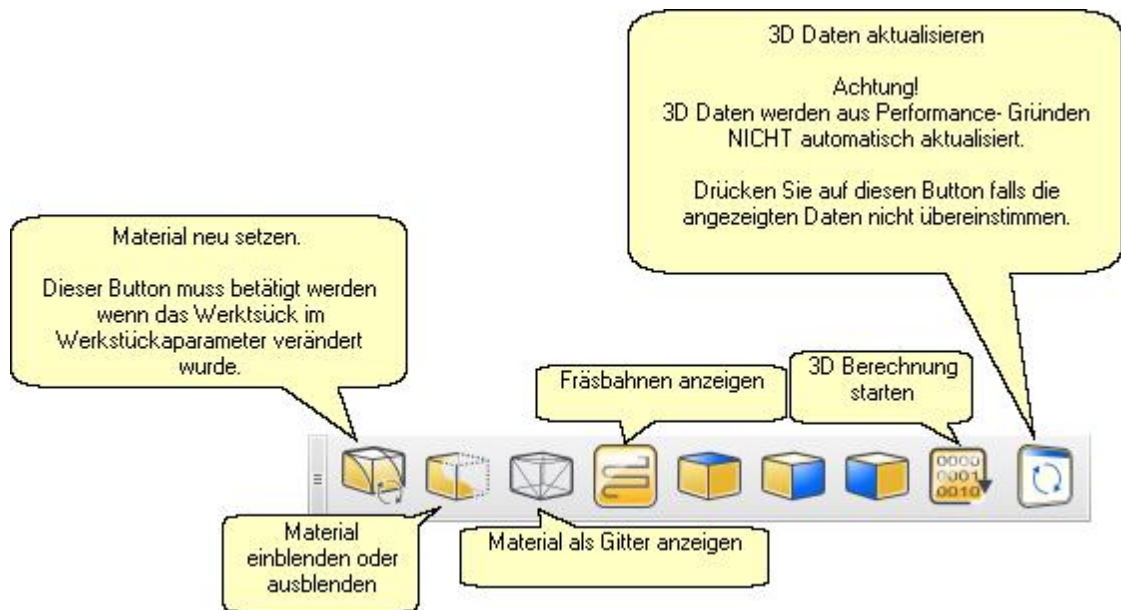 3D Daten aktualisieren
Achtung!
3D Daten werden aus Performance- Gründen
NICHT automatisch aktualisiert.
Drücken Sie auf diesen Button falls die
angezeigten Daten nicht übereinstimmen.
Material neu setzen.
Dieser Button muss betätigt werden
wenn das Werktsück im
Werkstückaparameter verändert
wurde.
Fräsbahnen anzeigen
3D Berechnung
starten
0000
0001
0010
Material
einblenden oder
ausblenden
Material als Gitter anzeigen